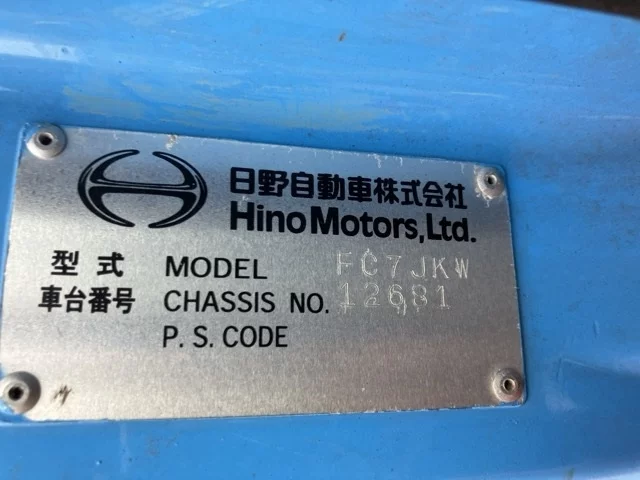 日野自動車株式会社
Hino Motors, Ltd.
型式 MODEL FC7JKW
車台番号 CHASSIS NO. 12681
P.S.CODE